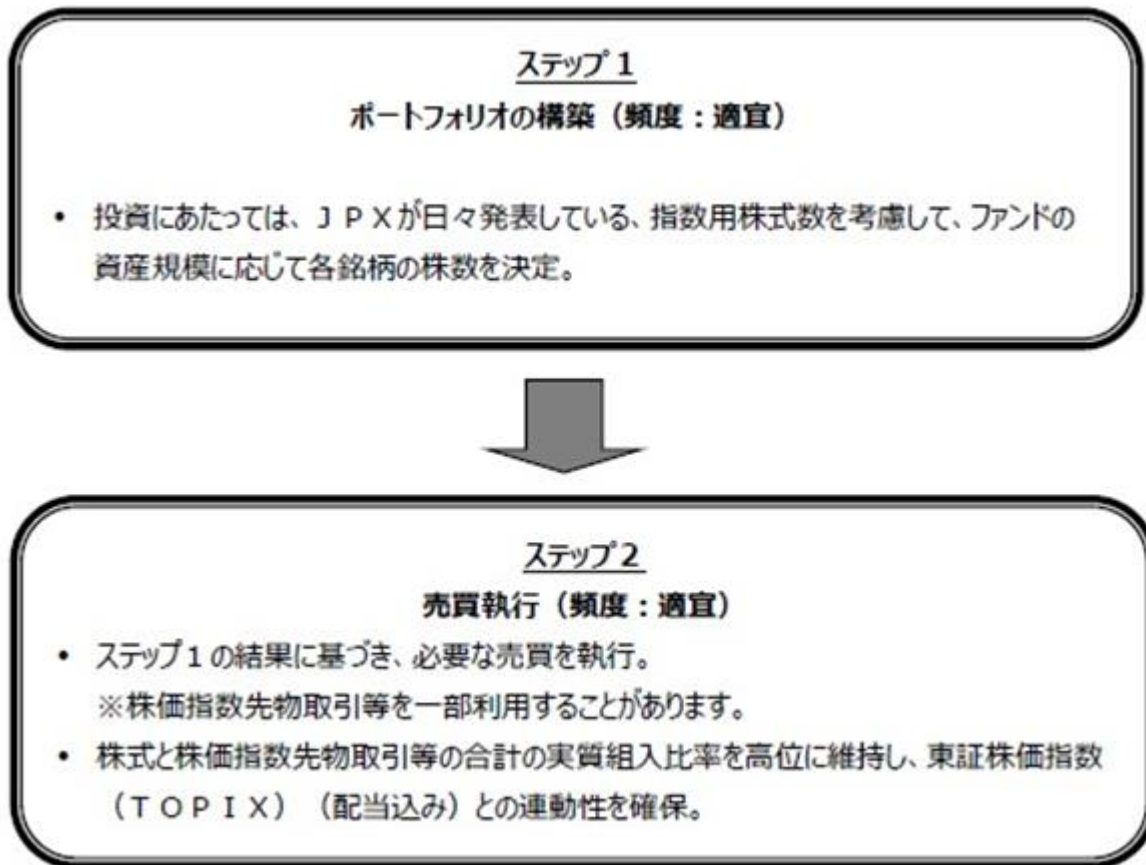 ステップ1
ポートフォリオの構築（頻度：適宜）
• 投資にあたっては、ＪＰＸが日々発表している、指数用株式数を考慮して、ファンドの
資産規模に応じて各銘柄の株数を決定。
ステップ2
売買執行（頻度：適宜）
• ステップ1の結果に基づき、必要な売買を執行。
※株価指数先物取引等を一部利用することがあります。
• 株式と株価指数先物取引等の合計の実質組入比率を高位に維持し、東証株価指数
（ＴＯＰＩＸ）（配当込み）との連動性を確保。